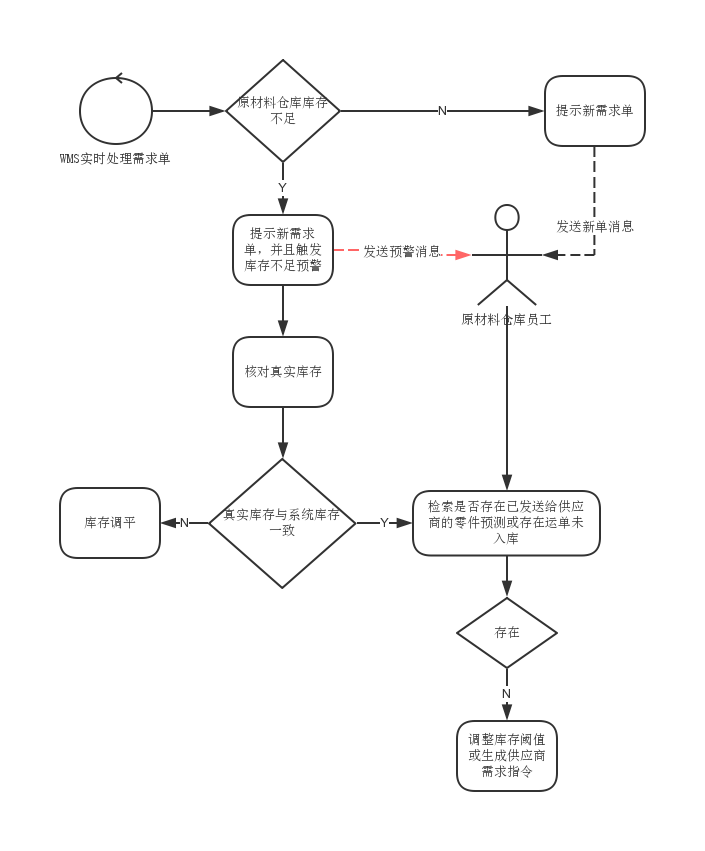 原材料仓库库存
不足
N
提示新需求单
WMS实时处理需求单
Y
发送新单消息
提示新需求
单，并且触发
库存不足预警
发送预警消息
原材料仓库员工
核对真实库存
库存调平
N
真实库存与系统库存
一致
Y
检索是否存在已发送给供应
商的零件预测或存在运单未
入库
存在
N
调整库存阈值
或生成供应商
需求指令